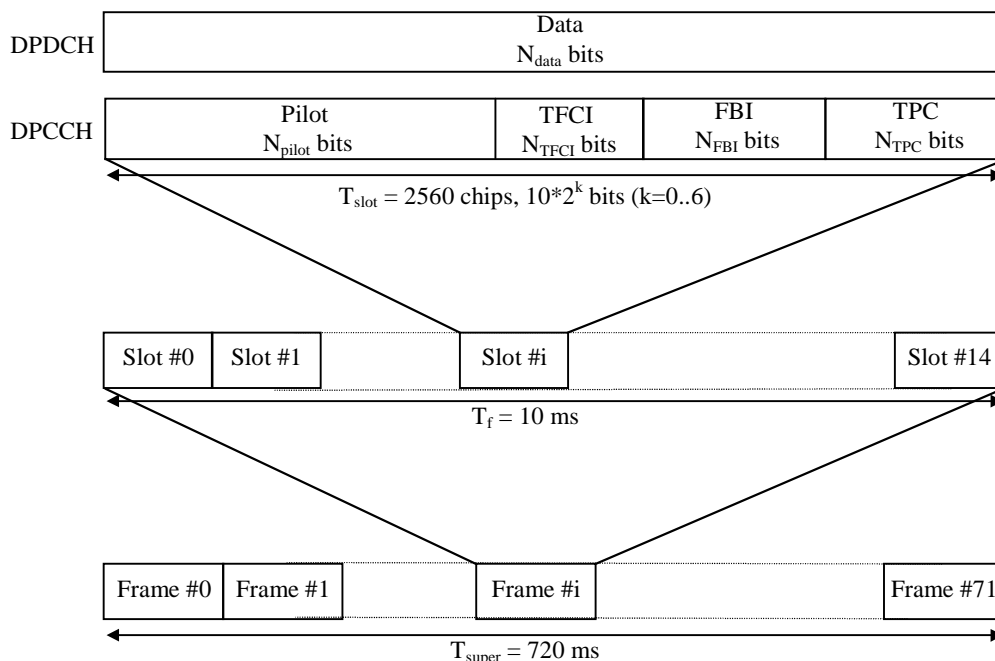 DPDCH
Data
N_data bits
DPCCH
Pilot
N_pilot bits
TFCI
N_TFCI bits
FBI
N_FBI bits
TPC
N_TPC bits
T_slot = 2560 chips, 10*2^k bits (k=0..6)
Slot #0 Slot #1 Slot #i Slot #14
T_f = 10 ms
Frame #0 Frame #1 Frame #i Frame #71
T_super = 720 ms